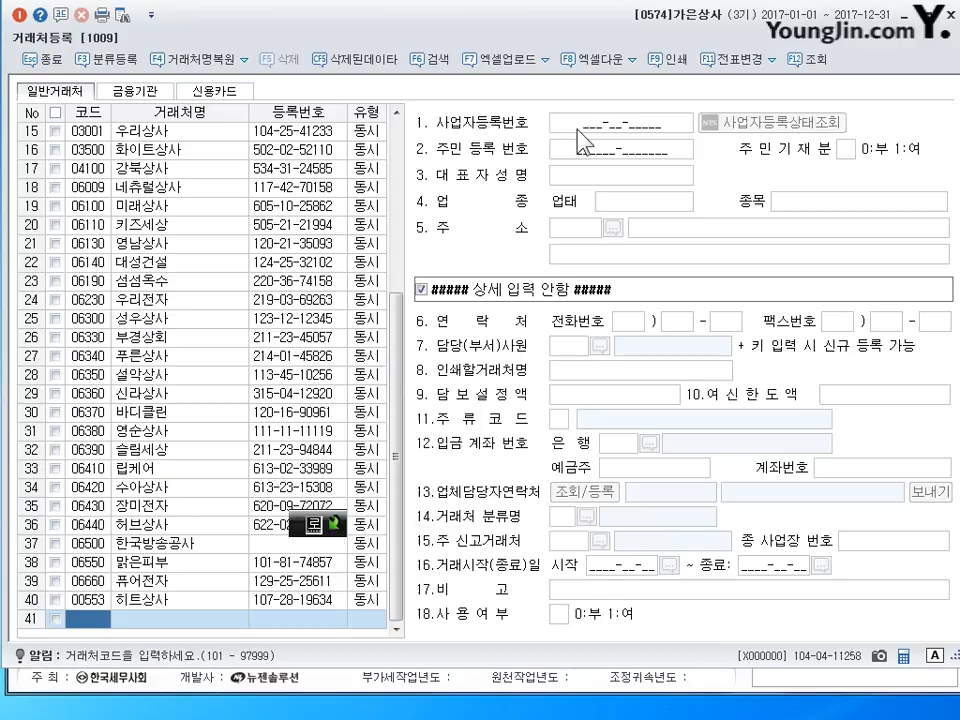 [0574]가은상사 (3기) 2017-01-01 ~ 2017-12-31
YoungJin.com Y.
거래처등록 [1009]
Esc 종료 F3 분류등록 F4 거래처명복원 F5 삭제 CF5 삭제된데이타 F6 검색 F7 엑셀업로드 F8 엑셀다운 F9 인쇄 F11 전표변경 F12 조회
일반거래처 금융기관 신용카드
No 코드 거래처명 등록번호 유형
15 03001 우리상사 104-25-41233 동시
16 03500 화이트상사 502-02-52110 동시
17 04100 강북상사 534-31-24585 동시
18 06009 네츄럴상사 117-42-70158 동시
19 06100 미래상사 605-10-25862 동시
20 06110 키즈세상 505-21-21994 동시
21 06130 영남상사 120-21-35093 동시
22 06140 대성건설 124-25-32102 동시
23 06190 섬섬옥수 220-36-74158 동시
24 06230 우리전자 219-03-69263 동시
25 06300 성우상사 123-12-12345 동시
26 06330 부경상회 211-23-45057 동시
27 06340 푸른상사 214-01-45826 동시
28 06350 설악상사 113-45-10256 동시
29 06360 신라상사 315-04-12920 동시
30 06370 바디클린 120-16-90961 동시
31 06380 영순상사 111-11-11119 동시
32 06390 슬림세상 211-23-94844 동시
33 06410 립케어 613-02-33989 동시
34 06420 수아상사 613-23-15308 동시
35 06430 장미전자 620-09-72072 동시
36 06440 허브상사 622-0 동시
37 06500 한국방송공사 동시
38 06550 맑은피부 101-81-74857 동시
39 06660 퓨어전자 129-25-25611 동시
40 00553 히트상사 107-28-19634 동시
41
1. 사업자등록번호 ___-__-_____ NTS 사업자등록상태조회
2. 주민 등록 번호 ____-_______ 주 민 기 재 분 0:부 1:여
3. 대 표 자 성 명
4. 업 종 업태 종목
5. 주 소
##### 상세 입력 안함 #####
6. 연 락 처 전화번호 ) - 팩스번호 ) -
7. 담당(부서)사원 + 키 입력 시 신규 등록 가능
8. 인쇄할거래처명
9. 담 보 설 정 액 10.여 신 한 도 액
11.주 류 코 드
12.입금 계좌 번호 은 행
예금주 계좌번호
13.업체담당자연락처 조회/등록 보내기
14.거래처 분류명
15.주 신고거래처 종 사업장 번호
16.거래시작(종료)일 시작 ____-__-__ ~ 종료: ____-__-__
17.비 고
18.사 용 여 부 0:부 1:여
알림: 거래처코드를 입력하세요.(101 - 97999) [X000000] 104-04-11258 A
주 최 : 한국세무사회 개발사 : 뉴젠솔루션 부가세작업년도 : 원천작업년도 : 조정귀속년도 :